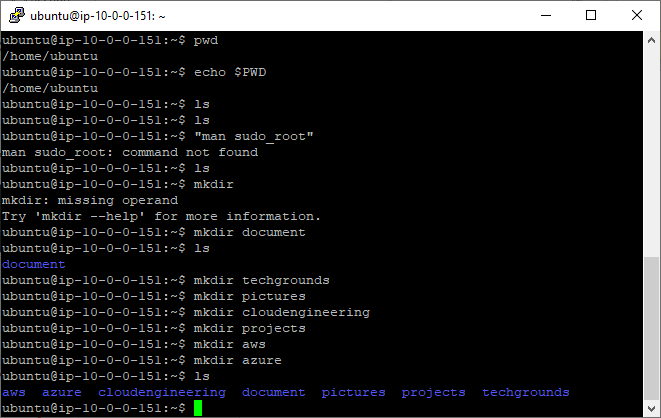 ubuntu@ip-10-0-0-151: ~
ubuntu@ip-10-0-0-151:~$ pwd
/home/ubuntu
ubuntu@ip-10-0-0-151:~$ echo $PWD
/home/ubuntu
ubuntu@ip-10-0-0-151:~$ ls
ubuntu@ip-10-0-0-151:~$ ls
ubuntu@ip-10-0-0-151:~$ "man sudo_root"
man sudo_root: command not found
ubuntu@ip-10-0-0-151:~$ ls
ubuntu@ip-10-0-0-151:~$ mkdir
mkdir: missing operand
Try 'mkdir --help' for more information.
ubuntu@ip-10-0-0-151:~$ mkdir document
ubuntu@ip-10-0-0-151:~$ ls
document
ubuntu@ip-10-0-0-151:~$ mkdir techgrounds
ubuntu@ip-10-0-0-151:~$ mkdir pictures
ubuntu@ip-10-0-0-151:~$ mkdir cloudengineering
ubuntu@ip-10-0-0-151:~$ mkdir projects
ubuntu@ip-10-0-0-151:~$ mkdir aws
ubuntu@ip-10-0-0-151:~$ mkdir azure
ubuntu@ip-10-0-0-151:~$ ls
aws  azure  cloudengineering  document  pictures  projects  techgrounds
ubuntu@ip-10-0-0-151:~$